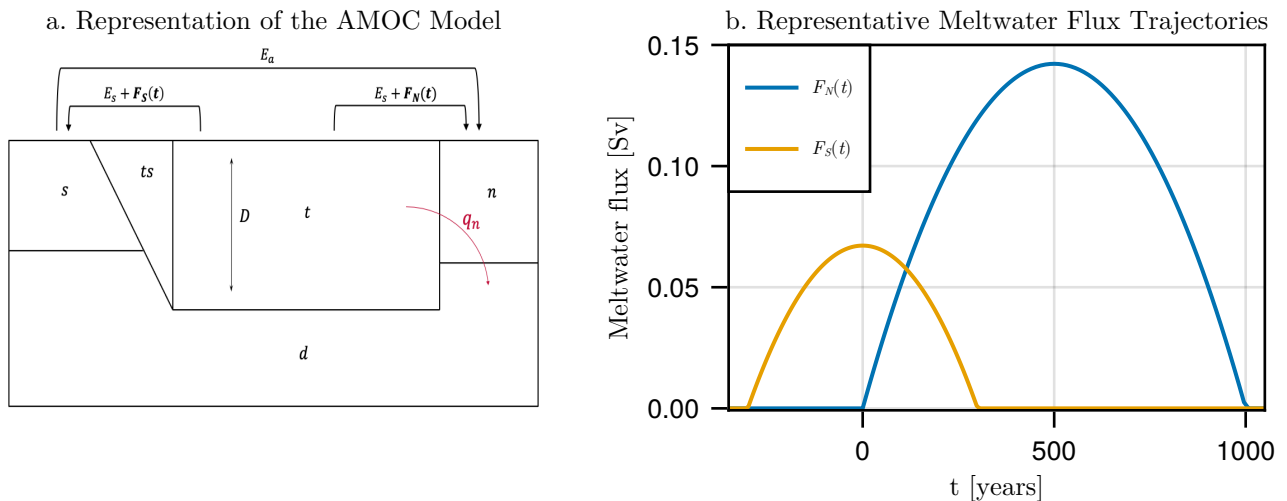 a. Representation of the AMOC Model
E_a
E_s + F_S(t)
E_s + F_N(t)
s
ts
D
t
n
q_n
d
b. Representative Meltwater Flux Trajectories
Meltwater flux [Sv]
0.15
0.10
0.05
0.00
F_N(t)
F_S(t)
0
500
1000
t [years]